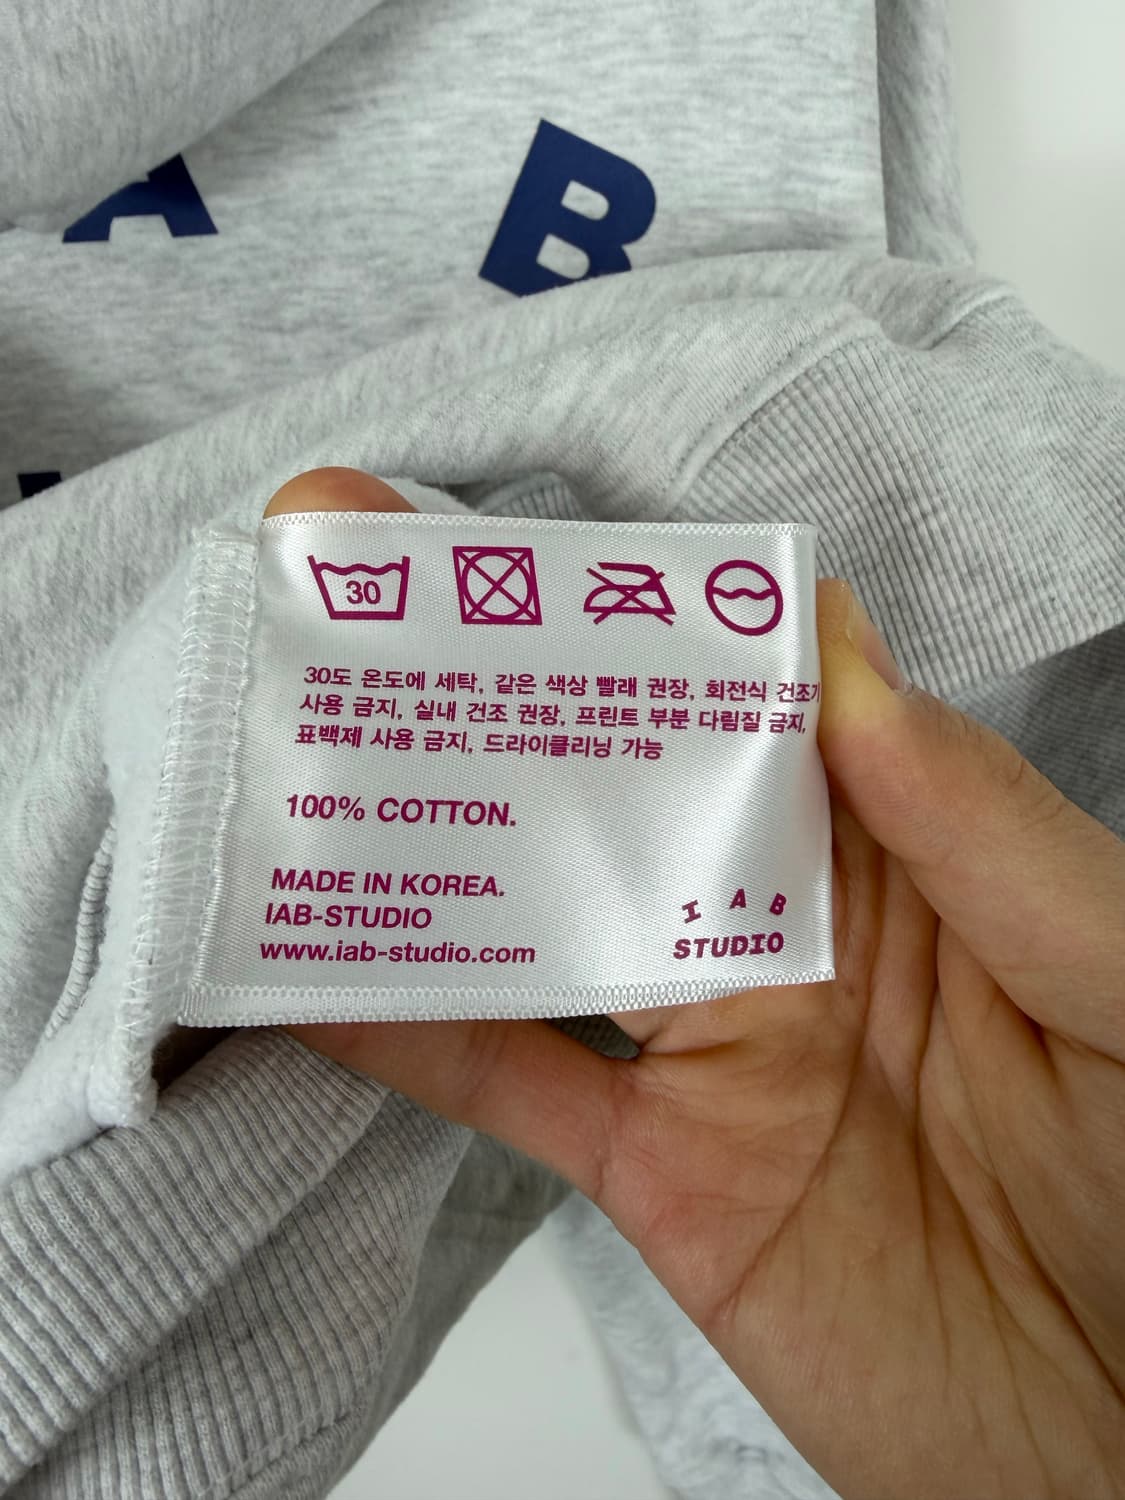 A B
30
30도 온도에 세탁, 같은 색상 빨래 권장, 회전식 건조기
사용 금지, 실내 건조 권장, 프린트 부분 다림질 금지,
표백제 사용 금지, 드라이클리닝 가능
100% COTTON.
MADE IN KOREA.
IAB-STUDIO
www.iab-studio.com
I A B
STUDIO